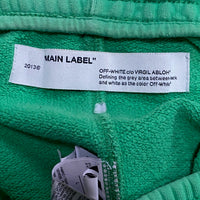 "MAIN LABEL"
2013©
OFF-WHITE c/o VIRGIL ABLOH™
Defining the grey area between black
and white as the color Off-White™